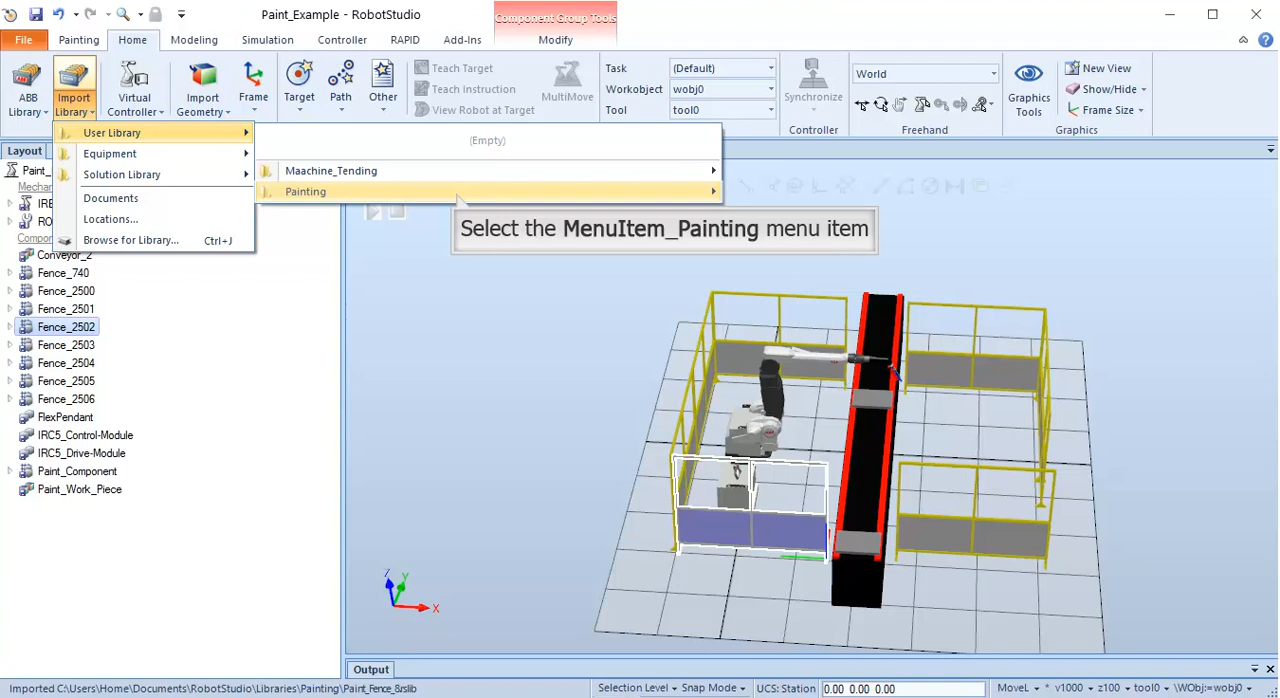 Paint_Example - RobotStudio
Component Group Tools
File Painting Home Modeling Simulation Controller RAPID Add-Ins Modify
ABB Library
Import Library
Virtual Controller
Import Geometry
Frame
Target
Path
Other
Teach Target
Teach Instruction
View Robot at Target
MultiMove
Task (Default)
Workobject wobj0
Tool tool0
Synchronize
Controller
World
Freehand
Graphics Tools
New View
Show/Hide
Frame Size
Graphics
User Library
Equipment
Solution Library
Documents
Locations...
Browse for Library... Ctrl+J
(Empty)
Maachine_Tending
Painting
Select the MenuItem_Painting menu item
Layout
Paint_
Mechan
IRE
RO
Compo
Conveyor_2
Fence_740
Fence_2500
Fence_2501
Fence_2502
Fence_2503
Fence_2504
Fence_2505
Fence_2506
FlexPendant
IRC5_Control-Module
IRC5_Drive-Module
Paint_Component
Paint_Work_Piece
Z
Y
X
Output
Imported C:\Users\Home\Documents\RobotStudio\Libraries\Painting\Paint_Fence_&rslib
Selection Level Snap Mode UCS: Station 0.00 0.00 0.00 MoveL * v1000 z100 tool0 \WObj:=wobj0